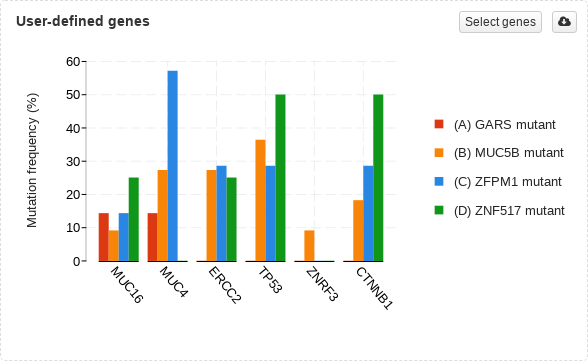 User-defined genes
Select genes
Mutation frequency (%)
60
50
40
30
20
10
0
MUC16
MUC4
ERCC2
TP53
ZNRF3
CTNNB1
(A) GARS mutant
(B) MUC5B mutant
(C) ZFPM1 mutant
(D) ZNF517 mutant